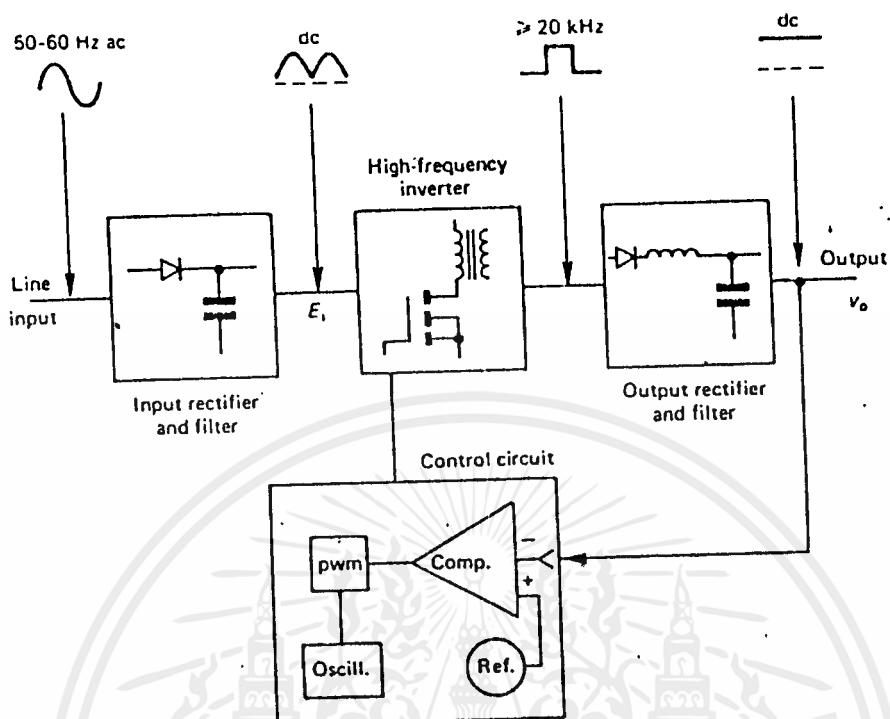 50-60 Hz ac
dc
⩾ 20 kHz
dc
High-frequency
inverter
Line
input
E₁
Output
vₒ
Input rectifier
and filter
Output rectifier
and filter
Control circuit
pwm
Comp.
−
+
Oscill.
Ref.